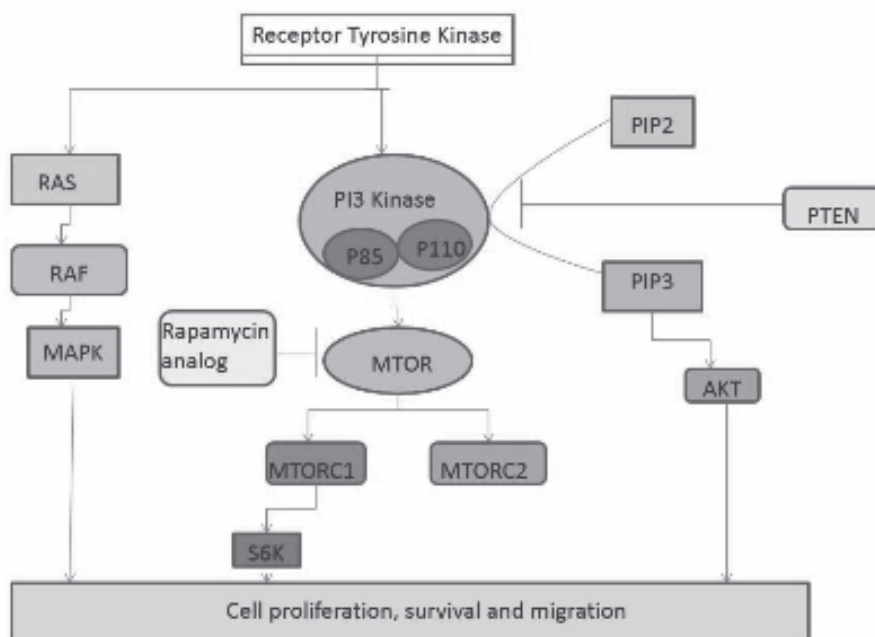 Receptor Tyrosine Kinase
PIP2
RAS
PI3 Kinase
PTEN
P85
P110
RAF
PIP3
Rapamycin
analog
MAPK
MTOR
AKT
MTORC1
MTORC2
S6K
Cell proliferation, survival and migration